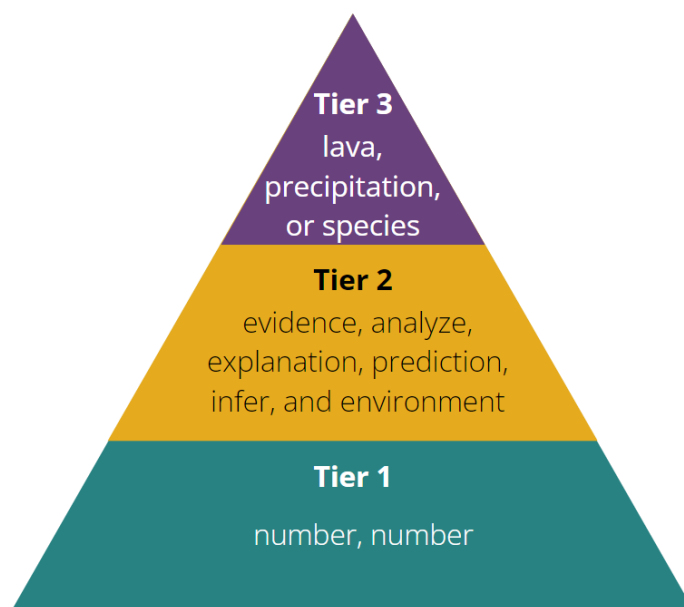 Tier 3
lava,
precipitation,
or species
Tier 2
evidence, analyze,
explanation, prediction,
infer, and environment
Tier 1
number, number